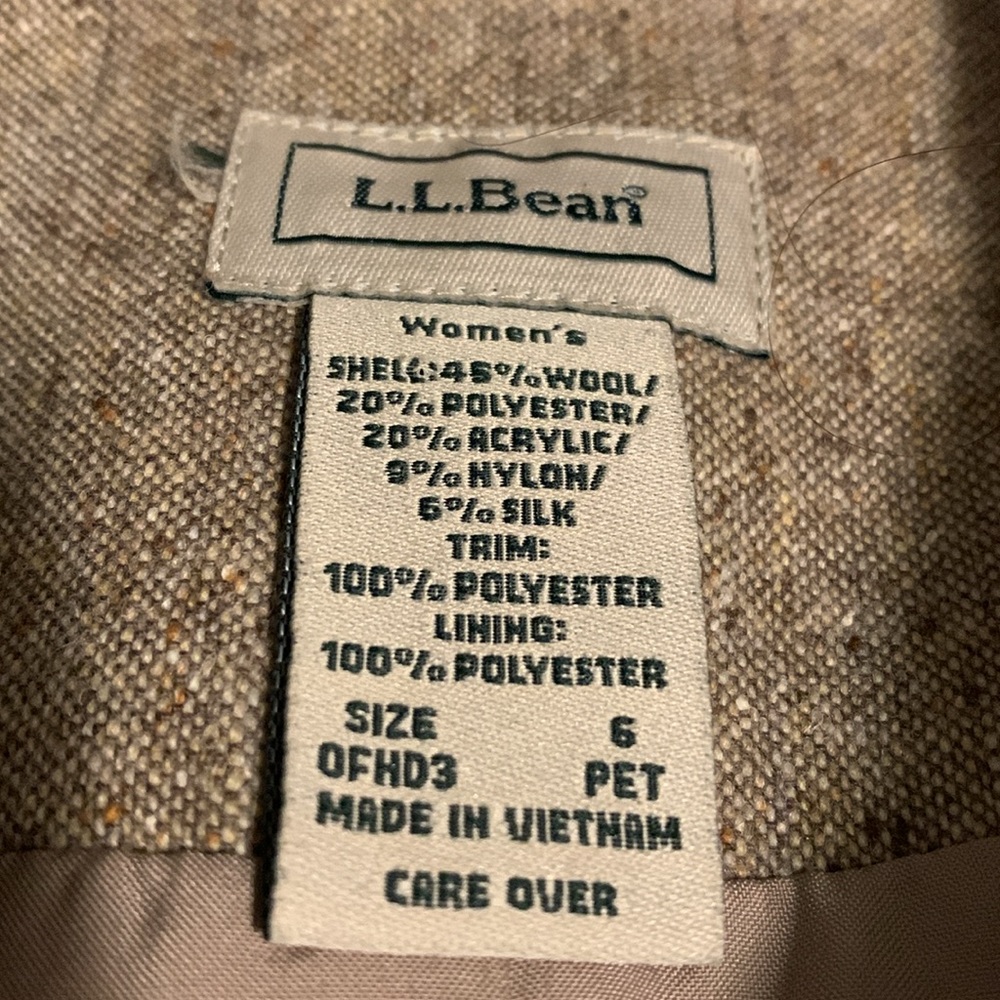 L.L.Bean®
Women's
SHELL:45%WOOL/
20%POLYESTER/
20%ACRYLIC/
9%NYLON/
6%SILK
TRIM:
100%POLYESTER
LINING:
100%POLYESTER
SIZE 6
0FHD3 PET
MADE IN VIETNAM
CARE OVER